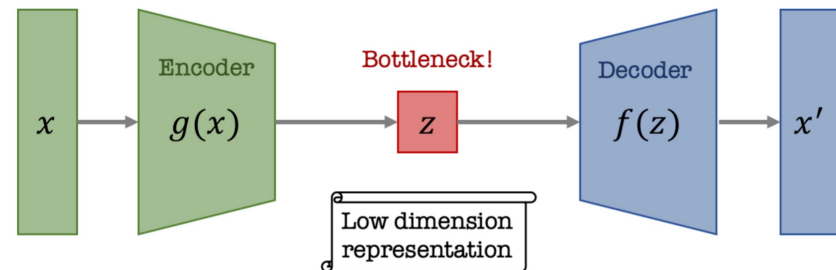 x
Encoder
g(x)
Bottleneck!
z
Low dimension
representation
Decoder
f(z)
x′